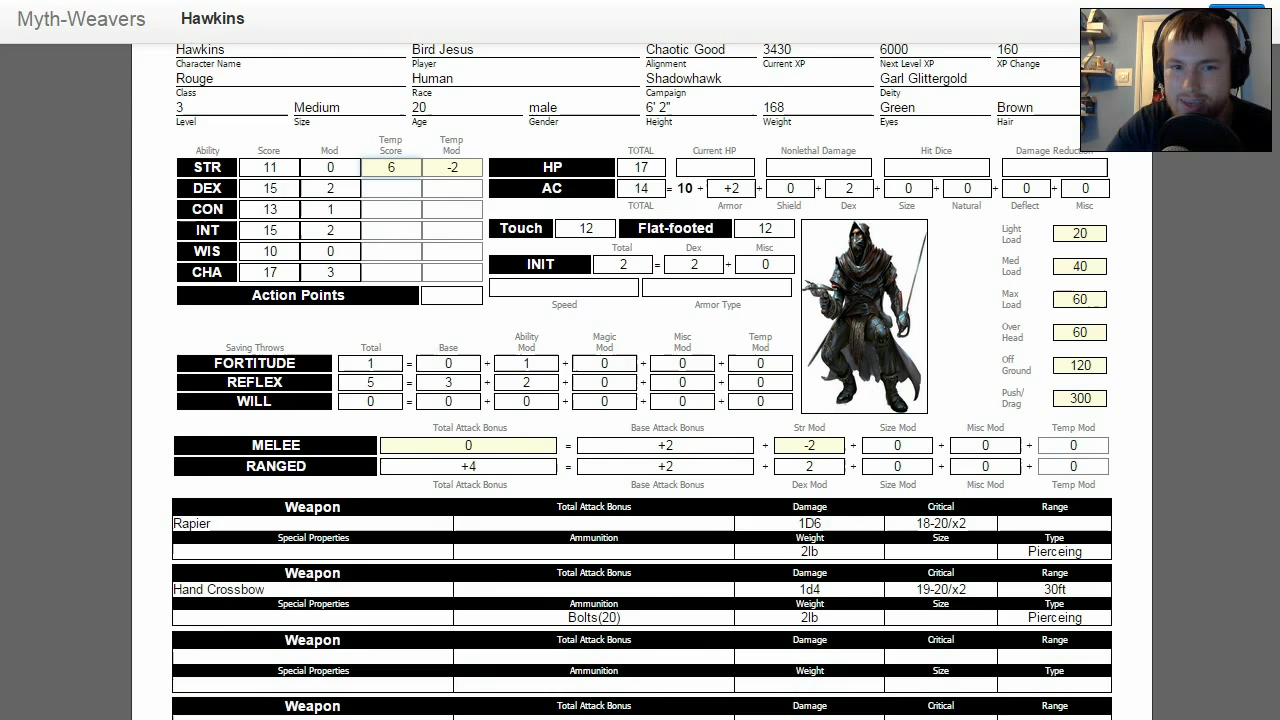 Myth-Weavers Hawkins
Hawkins Bird Jesus Chaotic Good 3430 6000 160
Character Name Player Alignment Current XP Next Level XP XP Change
Rouge Human Shadowhawk Garl Glittergold
Class Race Campaign Deity
3 Medium 20 male 6' 2" 168 Green Brown
Level Size Age Gender Height Weight Eyes Hair
Ability Score Mod Temp Score Temp Mod TOTAL Current HP Nonlethal Damage Hit Dice Damage Reduction
STR 11 0 6 -2 HP 17
DEX 15 2 AC 14 = 10 + +2 + 0 + 2 + 0 + 0 + 0 + 0
CON 13 1 TOTAL Armor Shield Dex Size Natural Deflect Misc
INT 15 2 Touch 12 Flat-footed 12 Light Load 20
WIS 10 0 Total Dex Misc
CHA 17 3 INIT 2 = 2 + 0 Med Load 40
Action Points
Speed Armor Type Max Load 60
Over Head 60
Saving Throws Total Base Ability Mod Magic Mod Misc Mod Temp Mod
FORTITUDE 1 = 0 + 1 + 0 + 0 + 0 Off Ground 120
REFLEX 5 = 3 + 2 + 0 + 0 + 0
WILL 0 = 0 + 0 + 0 + 0 + 0 Push/ Drag 300
Total Attack Bonus Base Attack Bonus Str Mod Size Mod Misc Mod Temp Mod
MELEE 0 = +2 + -2 + 0 + 0 + 0
RANGED +4 = +2 + 2 + 0 + 0 + 0
Total Attack Bonus Base Attack Bonus Dex Mod Size Mod Misc Mod Temp Mod
Weapon Total Attack Bonus Damage Critical Range
Rapier 1D6 18-20/x2
Special Properties Ammunition Weight Size Type
2lb Pierceing
Weapon Total Attack Bonus Damage Critical Range
Hand Crossbow 1d4 19-20/x2 30ft
Special Properties Ammunition Weight Size Type
Bolts(20) 2lb Pierceing
Weapon Total Attack Bonus Damage Critical Range
Special Properties Ammunition Weight Size Type
Weapon Total Attack Bonus Damage Critical Range